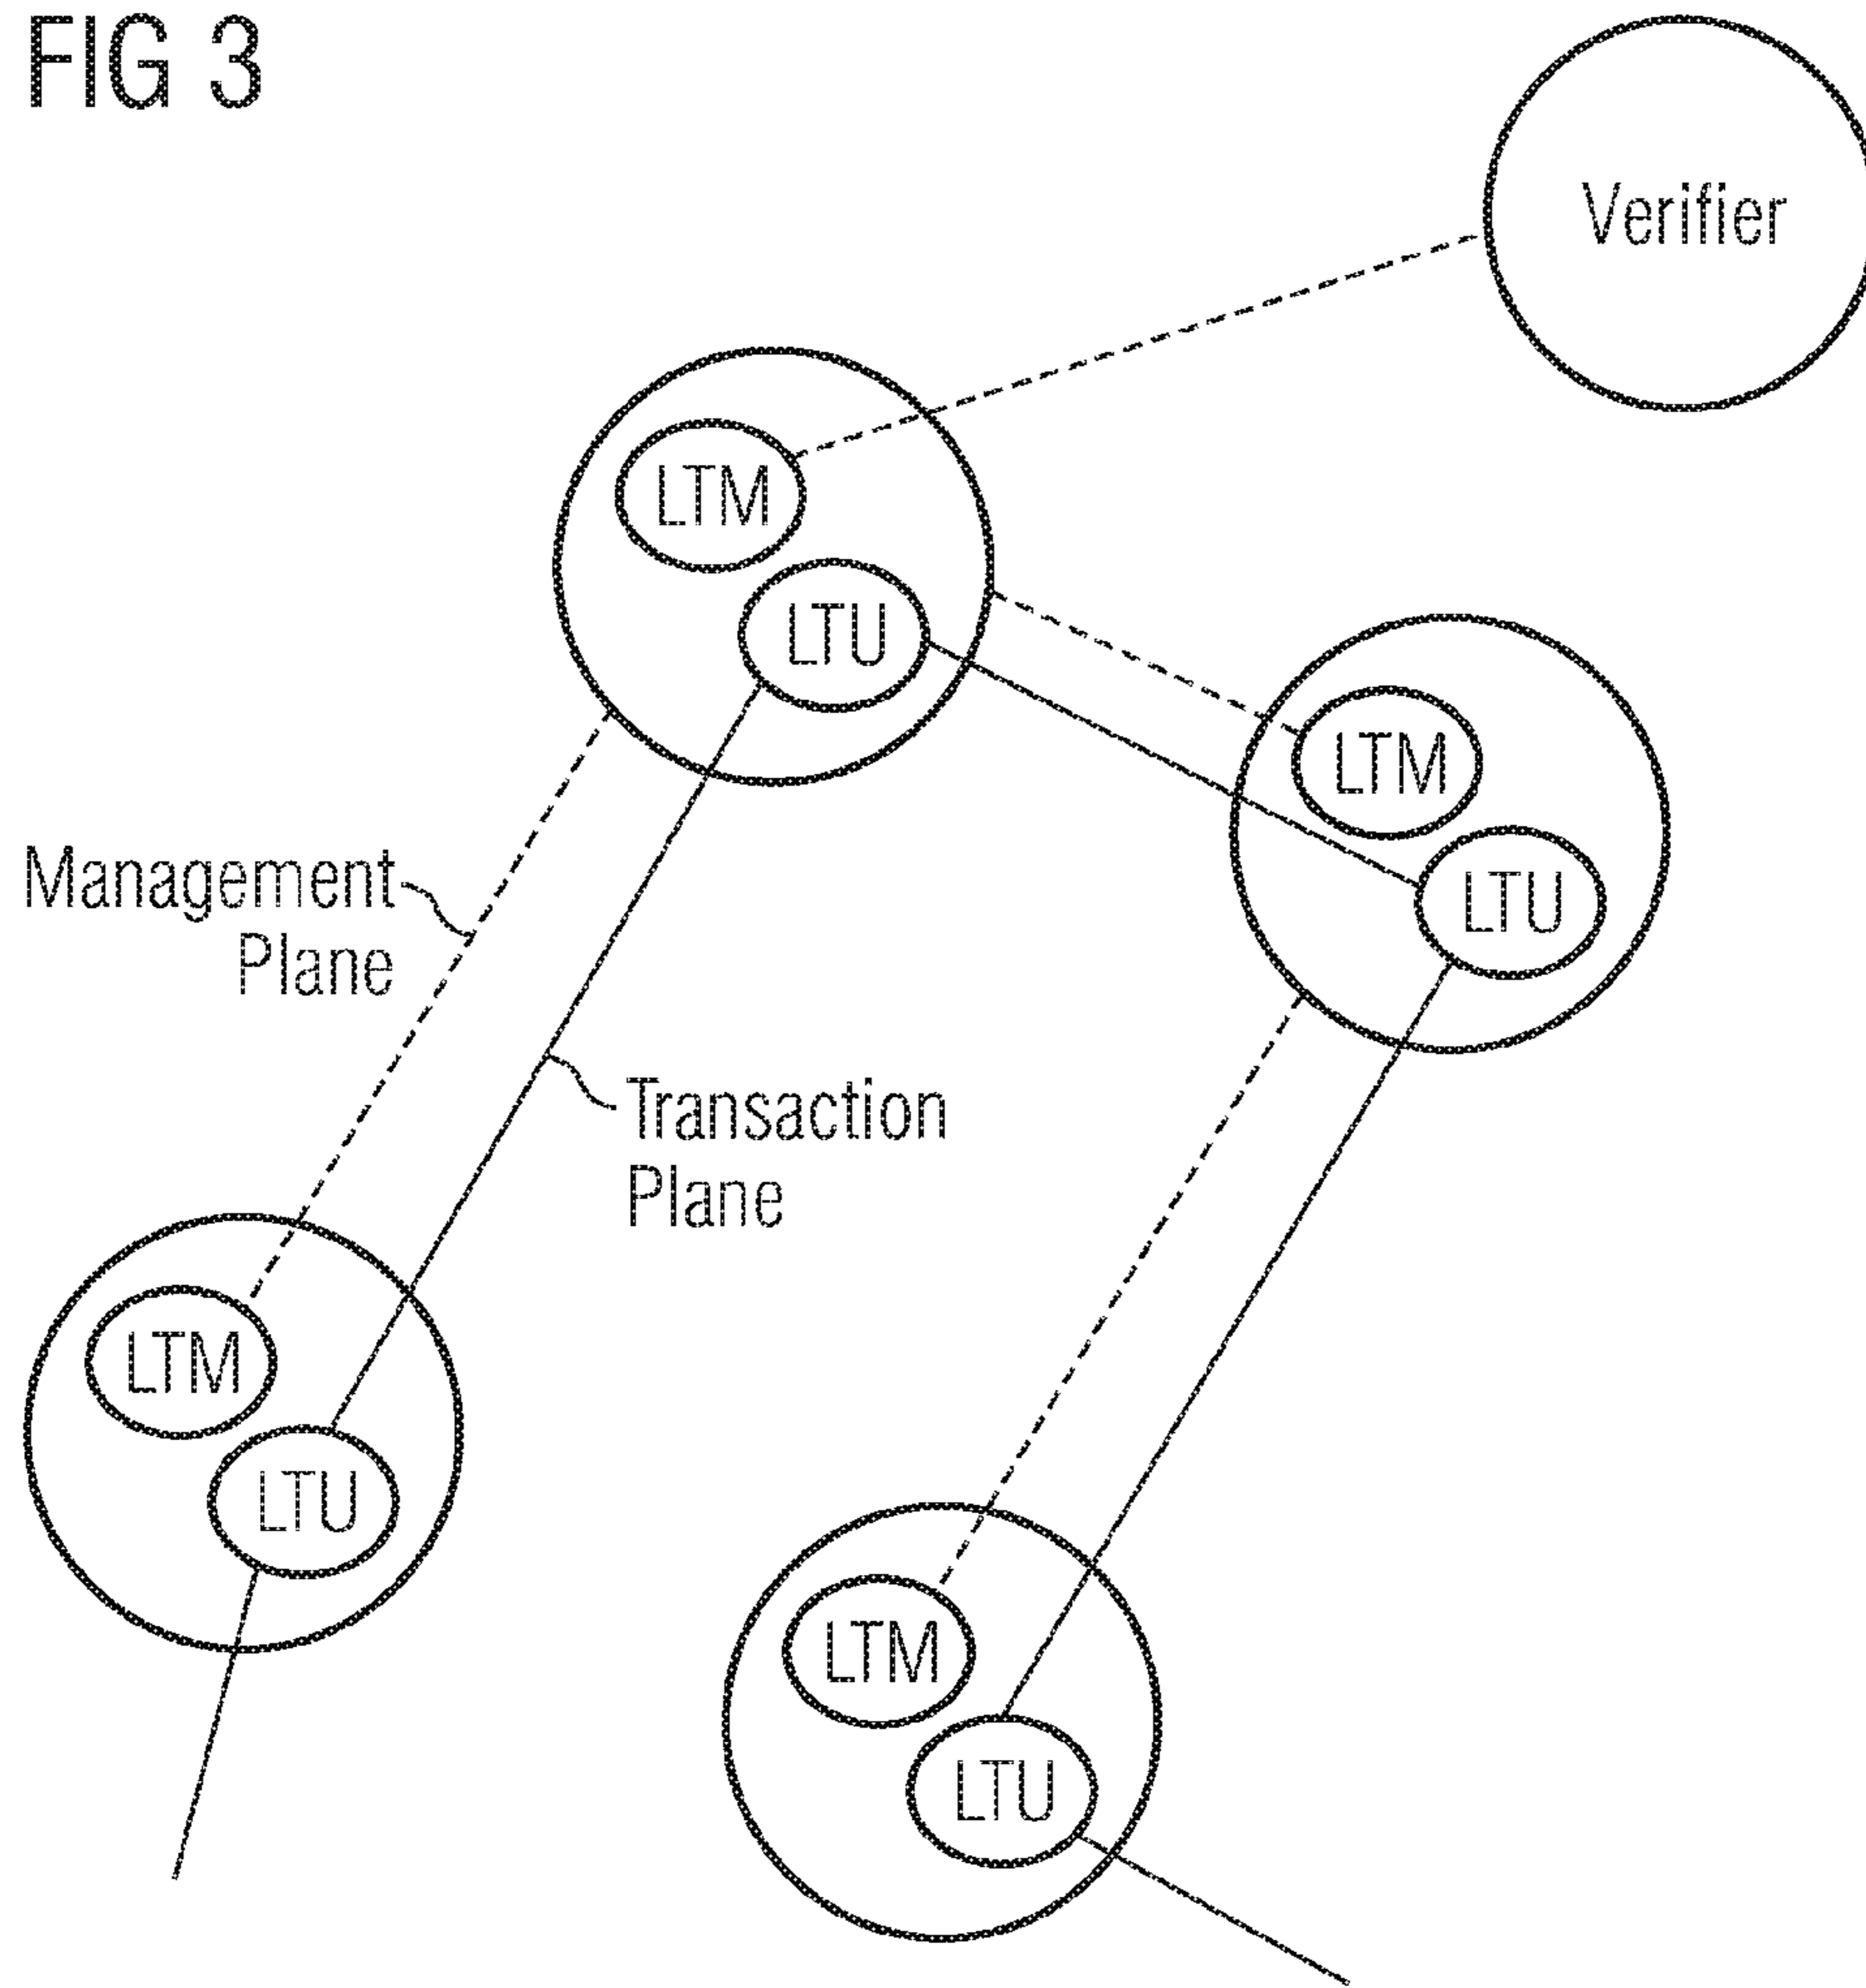 FIG 3
Verifier
LTM
LTU
LTM
LTU
Management
Plane
Transaction
Plane
LTM
LTU
LTM
LTU